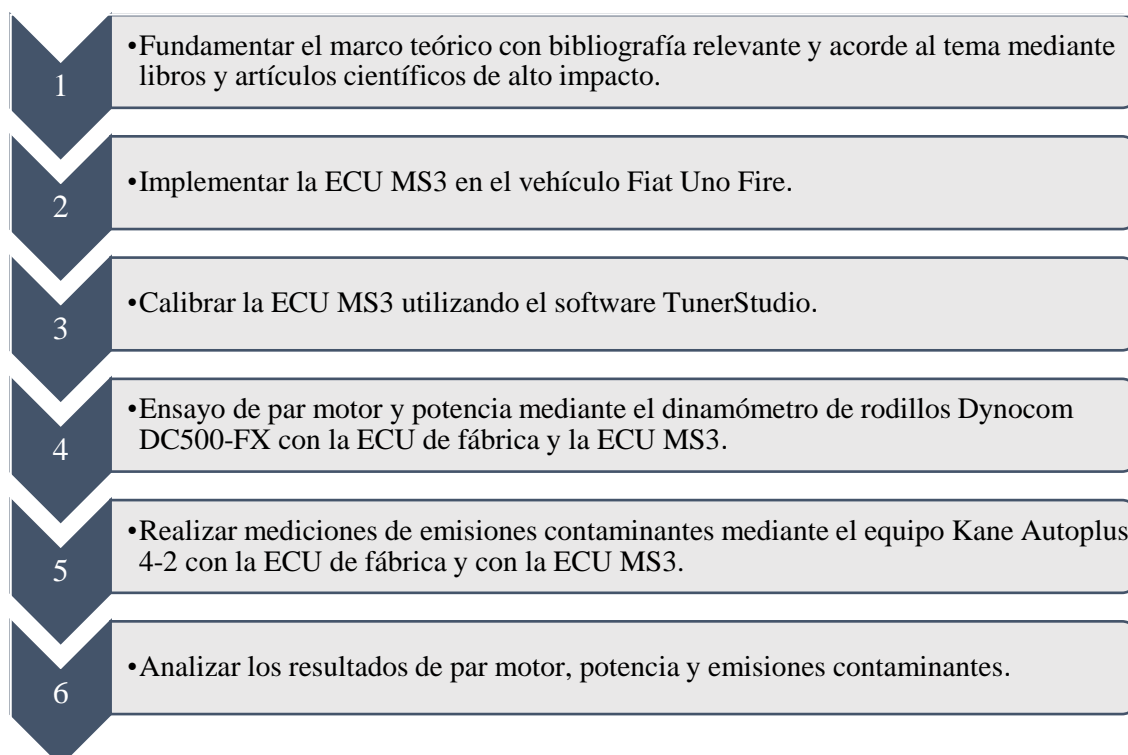 1
•Fundamentar el marco teórico con bibliografía relevante y acorde al tema mediante
libros y artículos científicos de alto impacto.
2
•Implementar la ECU MS3 en el vehículo Fiat Uno Fire.
3
•Calibrar la ECU MS3 utilizando el software TunerStudio.
4
•Ensayo de par motor y potencia mediante el dinamómetro de rodillos Dynocom
DC500-FX con la ECU de fábrica y la ECU MS3.
5
•Realizar mediciones de emisiones contaminantes mediante el equipo Kane Autoplus
4-2 con la ECU de fábrica y con la ECU MS3.
6
•Analizar los resultados de par motor, potencia y emisiones contaminantes.